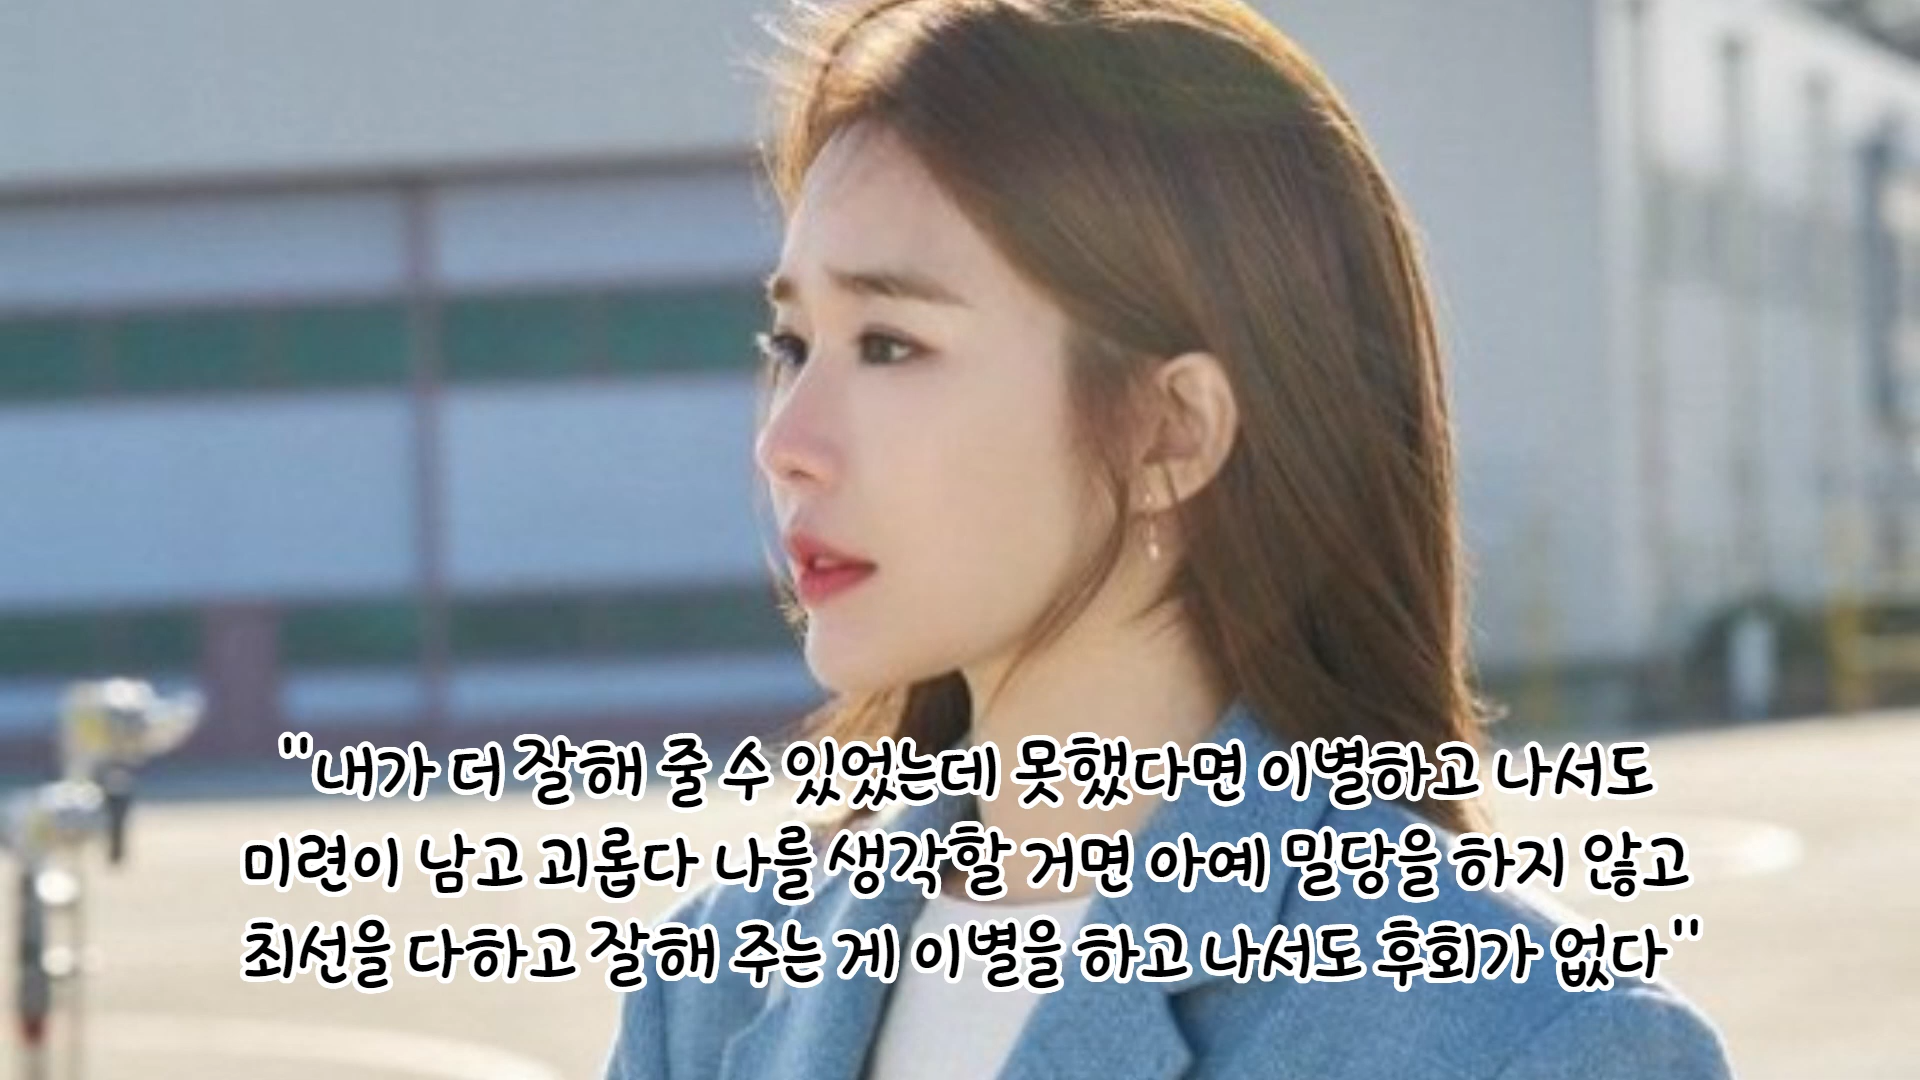 "내가 더 잘해 줄 수 있었는데 못했다면 이별하고 나서도
미련이 남고 괴롭다 나를 생각할 거면 아예 밀당을 하지 않고
최선을 다하고 잘해 주는 게 이별을 하고 나서도 후회가 없다"